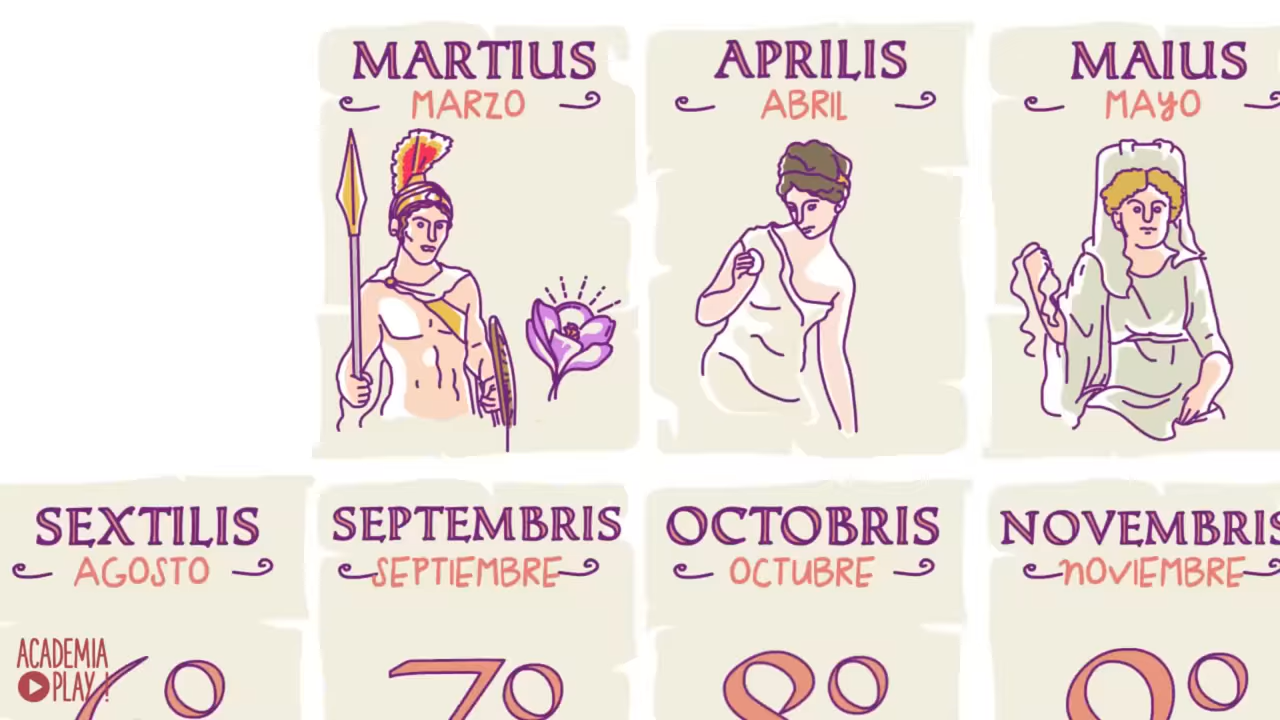 MARTIUS
MARZO
APRILIS
ABRIL
MAIUS
MAYO
SEXTILIS
AGOSTO
SEPTEMBRIS
SEPTIEMBRE
OCTOBRIS
OCTUBRE
NOVEMBRIS
NOVIEMBRE
6º
7º
8º
9º
ACADEMIA
PLAY!